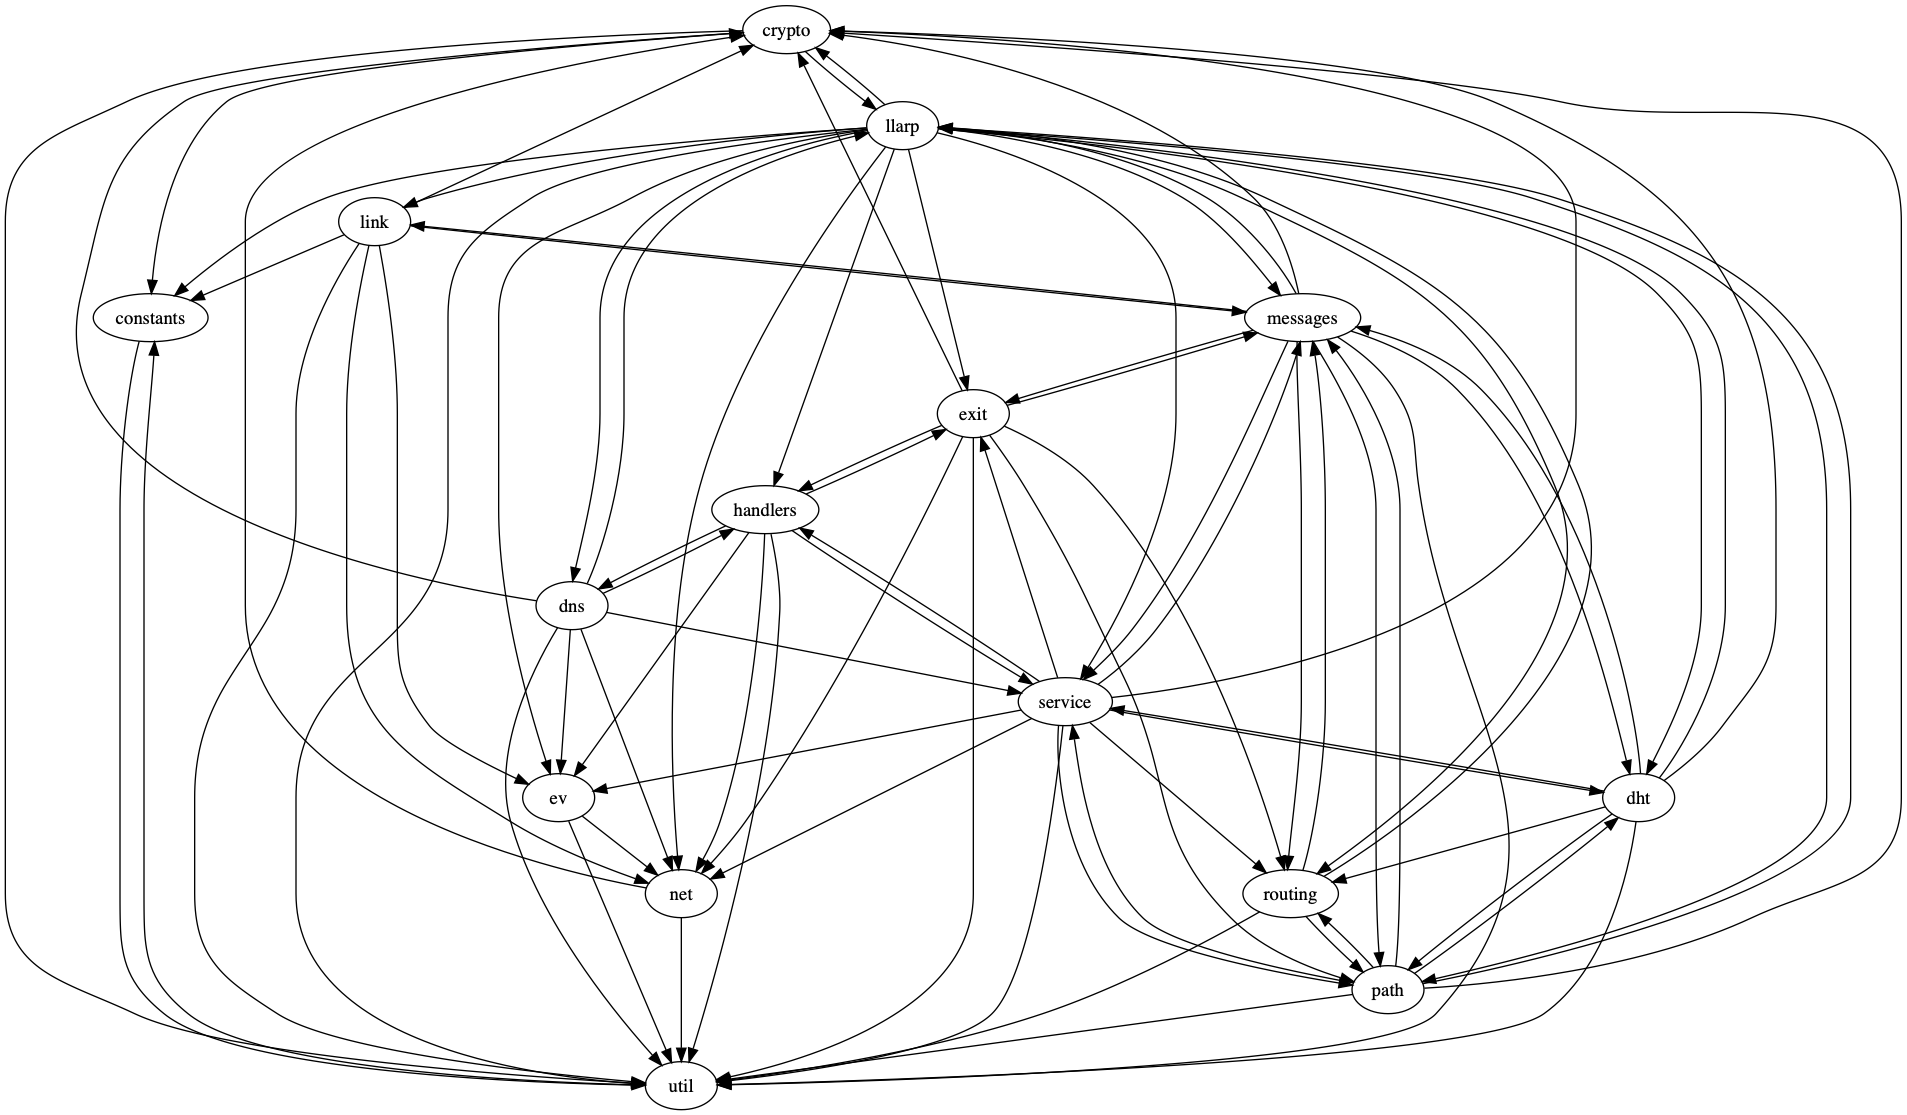 crypto
llarp
link
constants
messages
exit
handlers
dns
service
ev
dht
net
routing
path
util